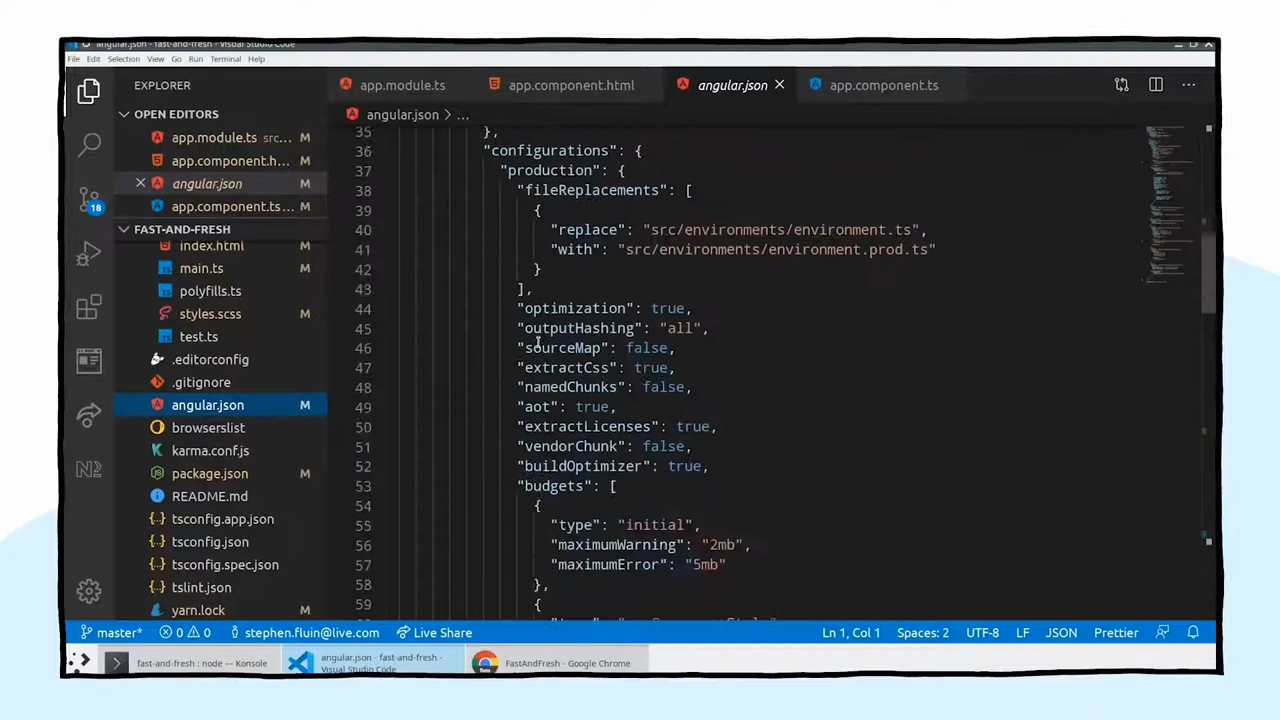 angular.json - fast-and-fresh - Visual Studio Code
File Edit Selection View Go Run Terminal Help
EXPLORER
OPEN EDITORS
app.module.ts src... M
app.component.h... M
angular.json M
app.component.ts... M
18
FAST-AND-FRESH
index.html M
main.ts
polyfills.ts
styles.scss M
test.ts
.editorconfig
.gitignore
angular.json M
browserslist
karma.conf.js
package.json M
README.md
tsconfig.app.json
tsconfig.json
tsconfig.spec.json
tslint.json
yarn.lock M
app.module.ts app.component.html angular.json app.component.ts
angular.json > ...
35 },
36 "configurations": {
37 "production": {
38 "fileReplacements": [
39 {
40 "replace": "src/environments/environment.ts",
41 "with": "src/environments/environment.prod.ts"
42 }
43 ],
44 "optimization": true,
45 "outputHashing": "all",
46 "sourceMap": false,
47 "extractCss": true,
48 "namedChunks": false,
49 "aot": true,
50 "extractLicenses": true,
51 "vendorChunk": false,
52 "buildOptimizer": true,
53 "budgets": [
54 {
55 "type": "initial",
56 "maximumWarning": "2mb",
57 "maximumError": "5mb"
58 },
59 {
master* 0 0 stephen.fluin@live.com Live Share Ln 1, Col 1 Spaces: 2 UTF-8 LF JSON Prettier
fast-and-fresh : node — Konsole
angular.json - fast-and-fresh -
Visual Studio Code
FastAndFresh - Google Chrome
Beta